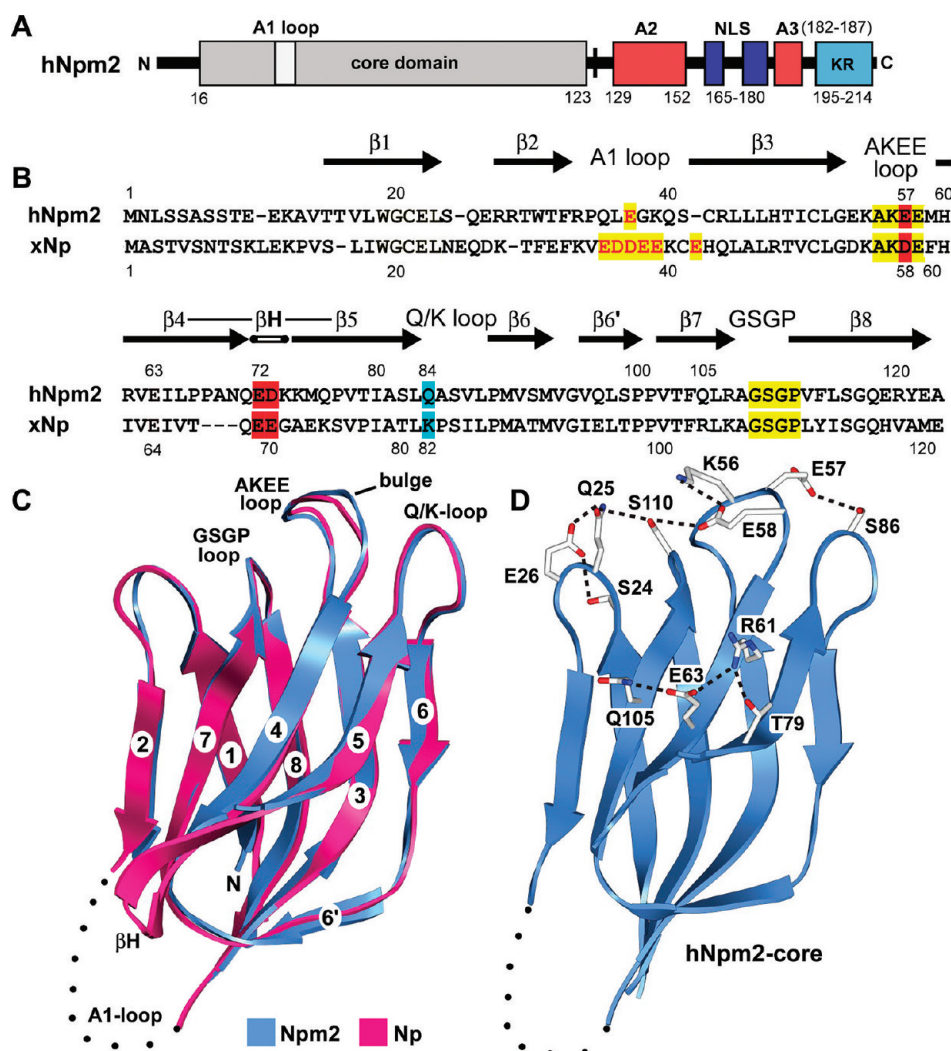 A
A1 loop
A2
NLS
A3
(182-187)
hNpm2
N
core domain
KR
C
16
123
129
152
165-180
195-214
β1
β2
A1 loop
β3
AKEE
loop
B
1
20
40
57
60
hNpm2
MNLSSASSTE-EKAVTTVLWGCELS-QERRTWTFRPQLEGKQS-CRLLLHTICLGEKAKEEMH
xNp
MASTVSNTSKLEKPVS-LIWGCELNEQDK-TFEFKVEDDEEKCEHQLALRTVCLGDKAKDEFH
1
20
40
58
60
β4
βH
β5
Q/K loop
β6
β6'
β7
GSGP
β8
63
72
80
84
100
105
120
hNpm2
RVEILPPANQEDKKMQPVTIASLQASVLPMVSMVGVQLSPPVTFQLRAGSGPVFLSGQERYEA
xNp
IVEIVT---QEEGAEKSVPIATLKPSILPMATMVGIELTPPVTFRLKAGSGPLYISGQHVAME
64
70
80
82
100
120
C
AKEE
loop
bulge
GSGP
loop
Q/K-loop
2
7
1
4
8
5
3
6
N
6'
βH
A1-loop
Npm2
Np
D
K56
E57
Q25
S110
E58
S86
E26
S24
R61
E63
Q105
T79
hNpm2-core